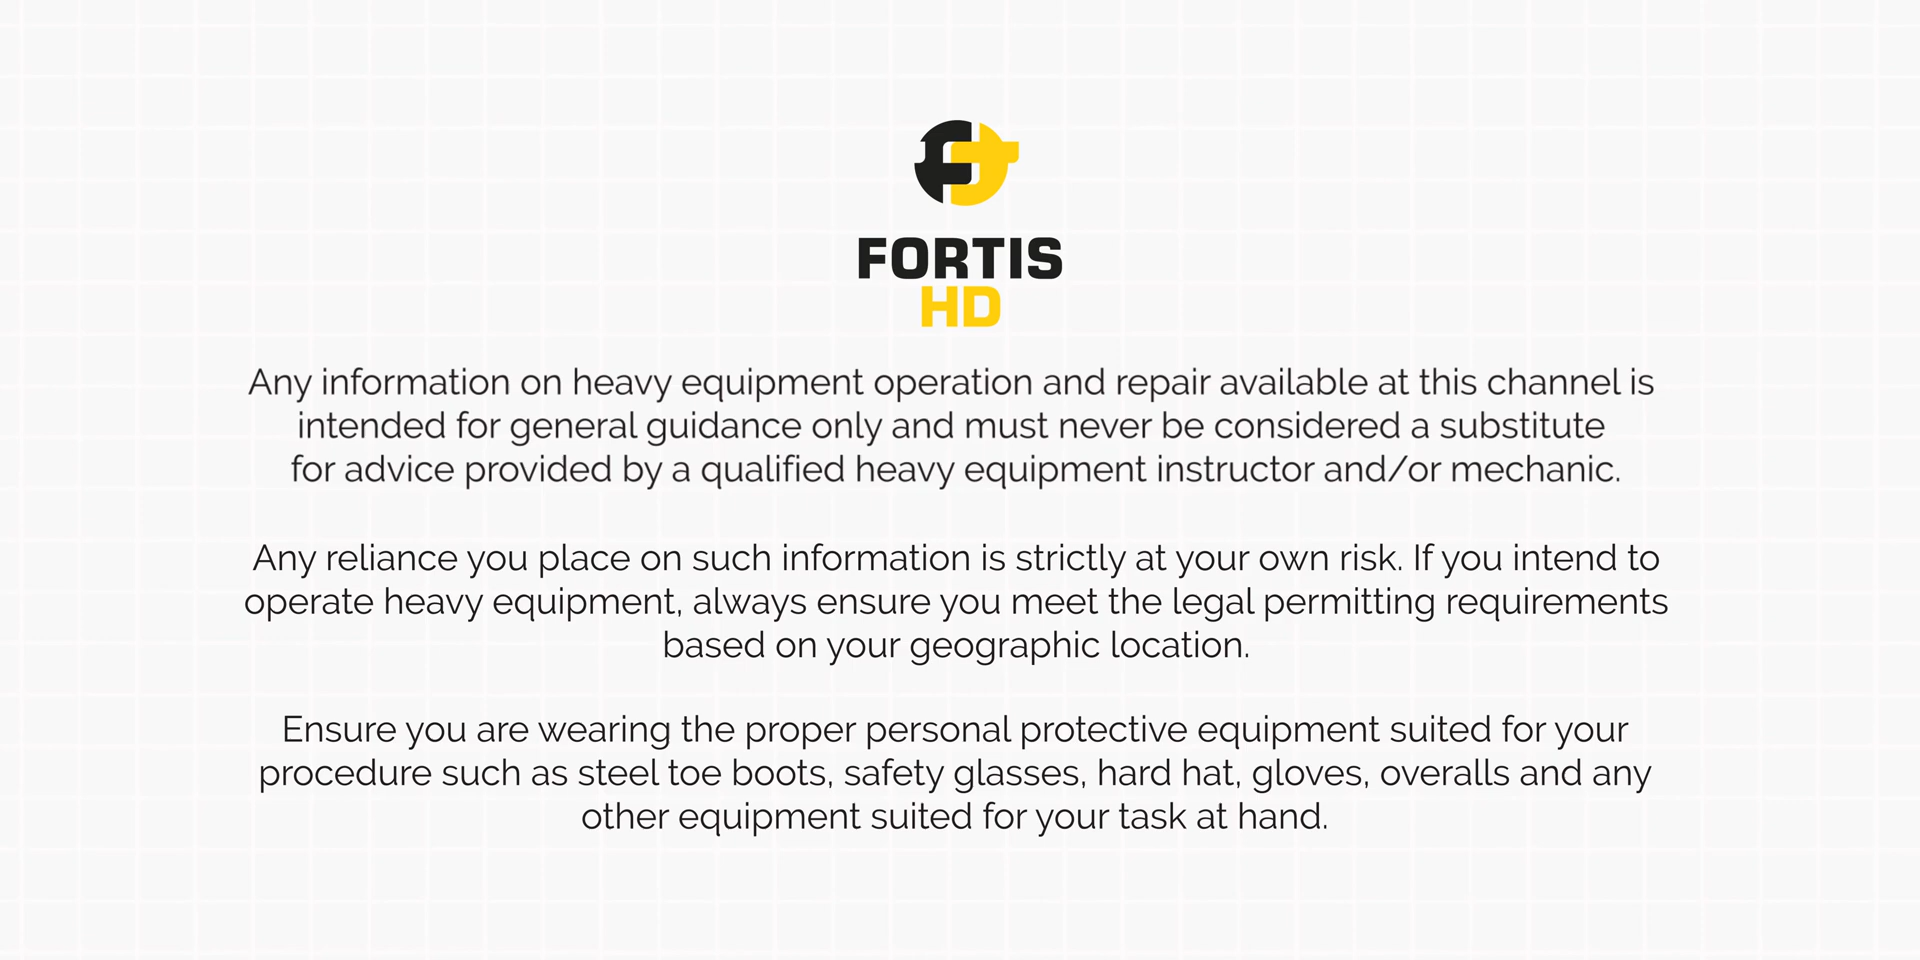 FORTIS
HD
Any information on heavy equipment operation and repair available at this channel is
intended for general guidance only and must never be considered a substitute
for advice provided by a qualified heavy equipment instructor and/or mechanic.
Any reliance you place on such information is strictly at your own risk. If you intend to
operate heavy equipment, always ensure you meet the legal permitting requirements
based on your geographic location.
Ensure you are wearing the proper personal protective equipment suited for your
procedure such as steel toe boots, safety glasses, hard hat, gloves, overalls and any
other equipment suited for your task at hand.